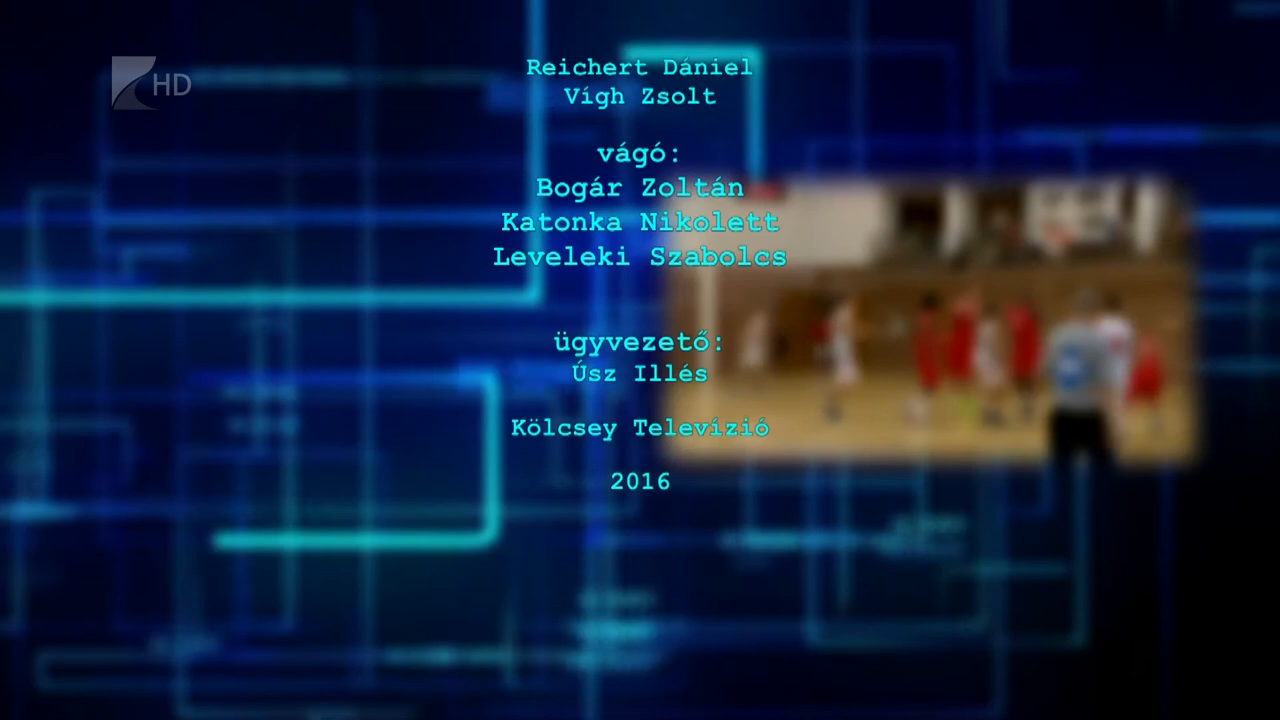 HD
Reichert Dániel
Vígh Zsolt
vágó:
Bogár Zoltán
Katonka Nikolett
Leveleki Szabolcs
ügyvezető:
Úsz Illés
Kölcsey Televízió
2016